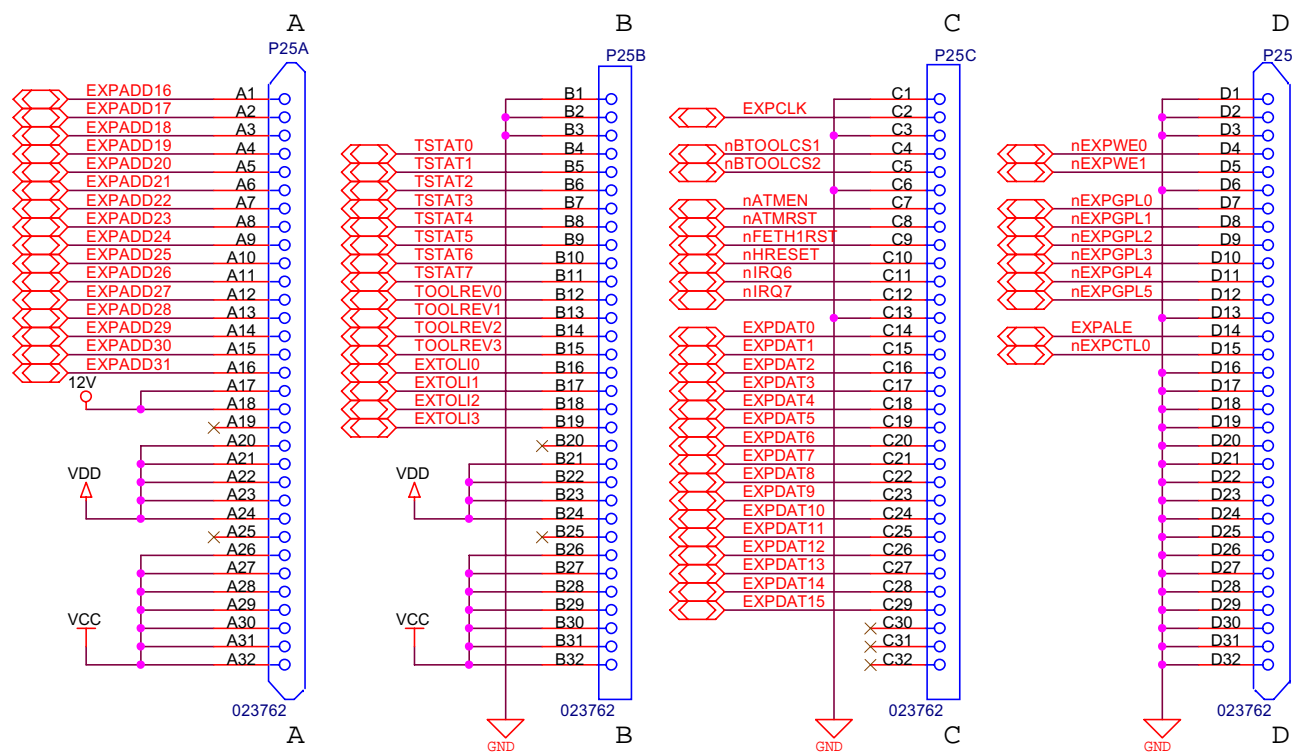 A B C D
P25A P25B P25C P25
EXPADD16 A1
EXPADD17 A2
EXPADD18 A3
EXPADD19 A4
EXPADD20 A5
EXPADD21 A6
EXPADD22 A7
EXPADD23 A8
EXPADD24 A9
EXPADD25 A10
EXPADD26 A11
EXPADD27 A12
EXPADD28 A13
EXPADD29 A14
EXPADD30 A15
EXPADD31 A16
12V
A17
A18
A19
A20
A21
VDD
A22
A23
A24
A25
A26
A27
A28
A29
VCC
A30
A31
A32
023762
A
B1
B2
B3
TSTAT0 B4
TSTAT1 B5
TSTAT2 B6
TSTAT3 B7
TSTAT4 B8
TSTAT5 B9
TSTAT6 B10
TSTAT7 B11
TOOLREV0 B12
TOOLREV1 B13
TOOLREV2 B14
TOOLREV3 B15
EXTOLI0 B16
EXTOLI1 B17
EXTOLI2 B18
EXTOLI3 B19
B20
B21
VDD
B22
B23
B24
B25
B26
B27
B28
B29
VCC
B30
B31
B32
023762
GND
B
C1
EXPCLK C2
C3
nBTOOLCS1 C4
nBTOOLCS2 C5
C6
nATMEN C7
nATMRST C8
nFETH1RST C9
nHRESET C10
nIRQ6 C11
nIRQ7 C12
C13
EXPDAT0 C14
EXPDAT1 C15
EXPDAT2 C16
EXPDAT3 C17
EXPDAT4 C18
EXPDAT5 C19
EXPDAT6 C20
EXPDAT7 C21
EXPDAT8 C22
EXPDAT9 C23
EXPDAT10 C24
EXPDAT11 C25
EXPDAT12 C26
EXPDAT13 C27
EXPDAT14 C28
EXPDAT15 C29
C30
C31
C32
023762
GND
C
D1
D2
D3
nEXPWE0 D4
nEXPWE1 D5
D6
nEXPGPL0 D7
nEXPGPL1 D8
nEXPGPL2 D9
nEXPGPL3 D10
nEXPGPL4 D11
nEXPGPL5 D12
D13
EXPALE D14
nEXPCTL0 D15
D16
D17
D18
D19
D20
D21
D22
D23
D24
D25
D26
D27
D28
D29
D30
D31
D32
023762
GND
D